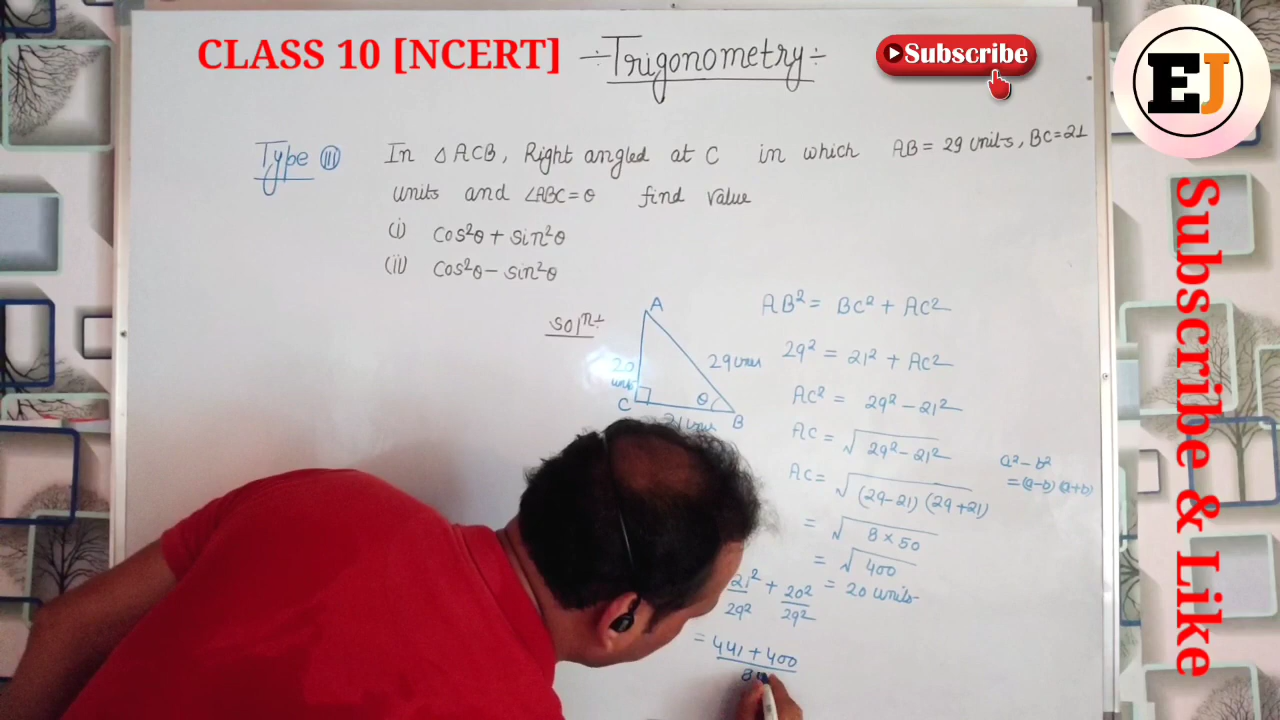 CLASS 10 [NCERT]
÷Trigonometry÷
Subscribe
EJ
Type (III) In △ ACB, Right angled at C in which AB = 29 units, BC = 21
units and ∠ABC = θ find value
(i) Cos²θ + sin²θ
(ii) Cos²θ - sin²θ
Soln:-
A
20
units
29 units
C
θ
B
21 units
AB² = BC² + AC²
29² = 21² + AC²
AC² = 29² - 21²
AC = √29² - 21²
AC = √(29-21) (29+21)
a² - b²
= (a-b) (a+b)
= √8 × 50
= √400
= 20 units
21²/29² + 20²/29²
= 441 + 400
Subscribe & Like